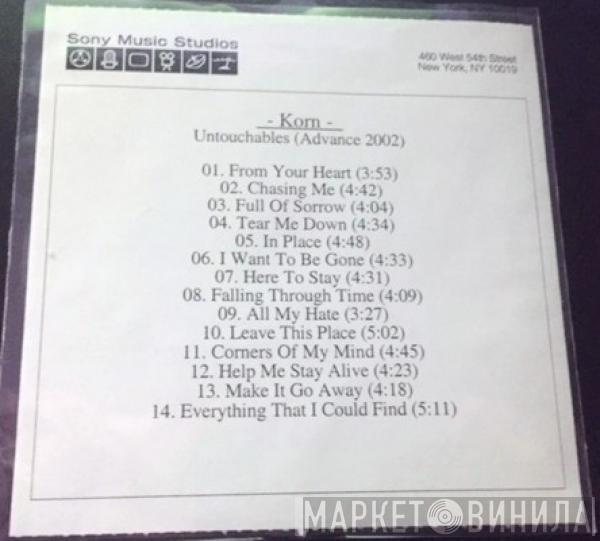 Sony Music Studios
460 West 54th Street
New York, NY 10019
- Korn -
Untouchables (Advance 2002)
01. From Your Heart (3:53)
02. Chasing Me (4:42)
03. Full Of Sorrow (4:04)
04. Tear Me Down (4:34)
05. In Place (4:48)
06. I Want To Be Gone (4:33)
07. Here To Stay (4:31)
08. Falling Through Time (4:09)
09. All My Hate (3:27)
10. Leave This Place (5:02)
11. Corners Of My Mind (4:45)
12. Help Me Stay Alive (4:23)
13. Make It Go Away (4:18)
14. Everything That I Could Find (5:11)
МАРКЕТ ВИНИЛА